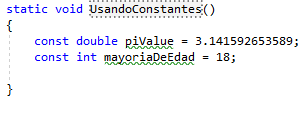 static void UsandoConstantes()
{
const double piValue = 3.141592653589;
const int mayoriaDeEdad = 18;
}